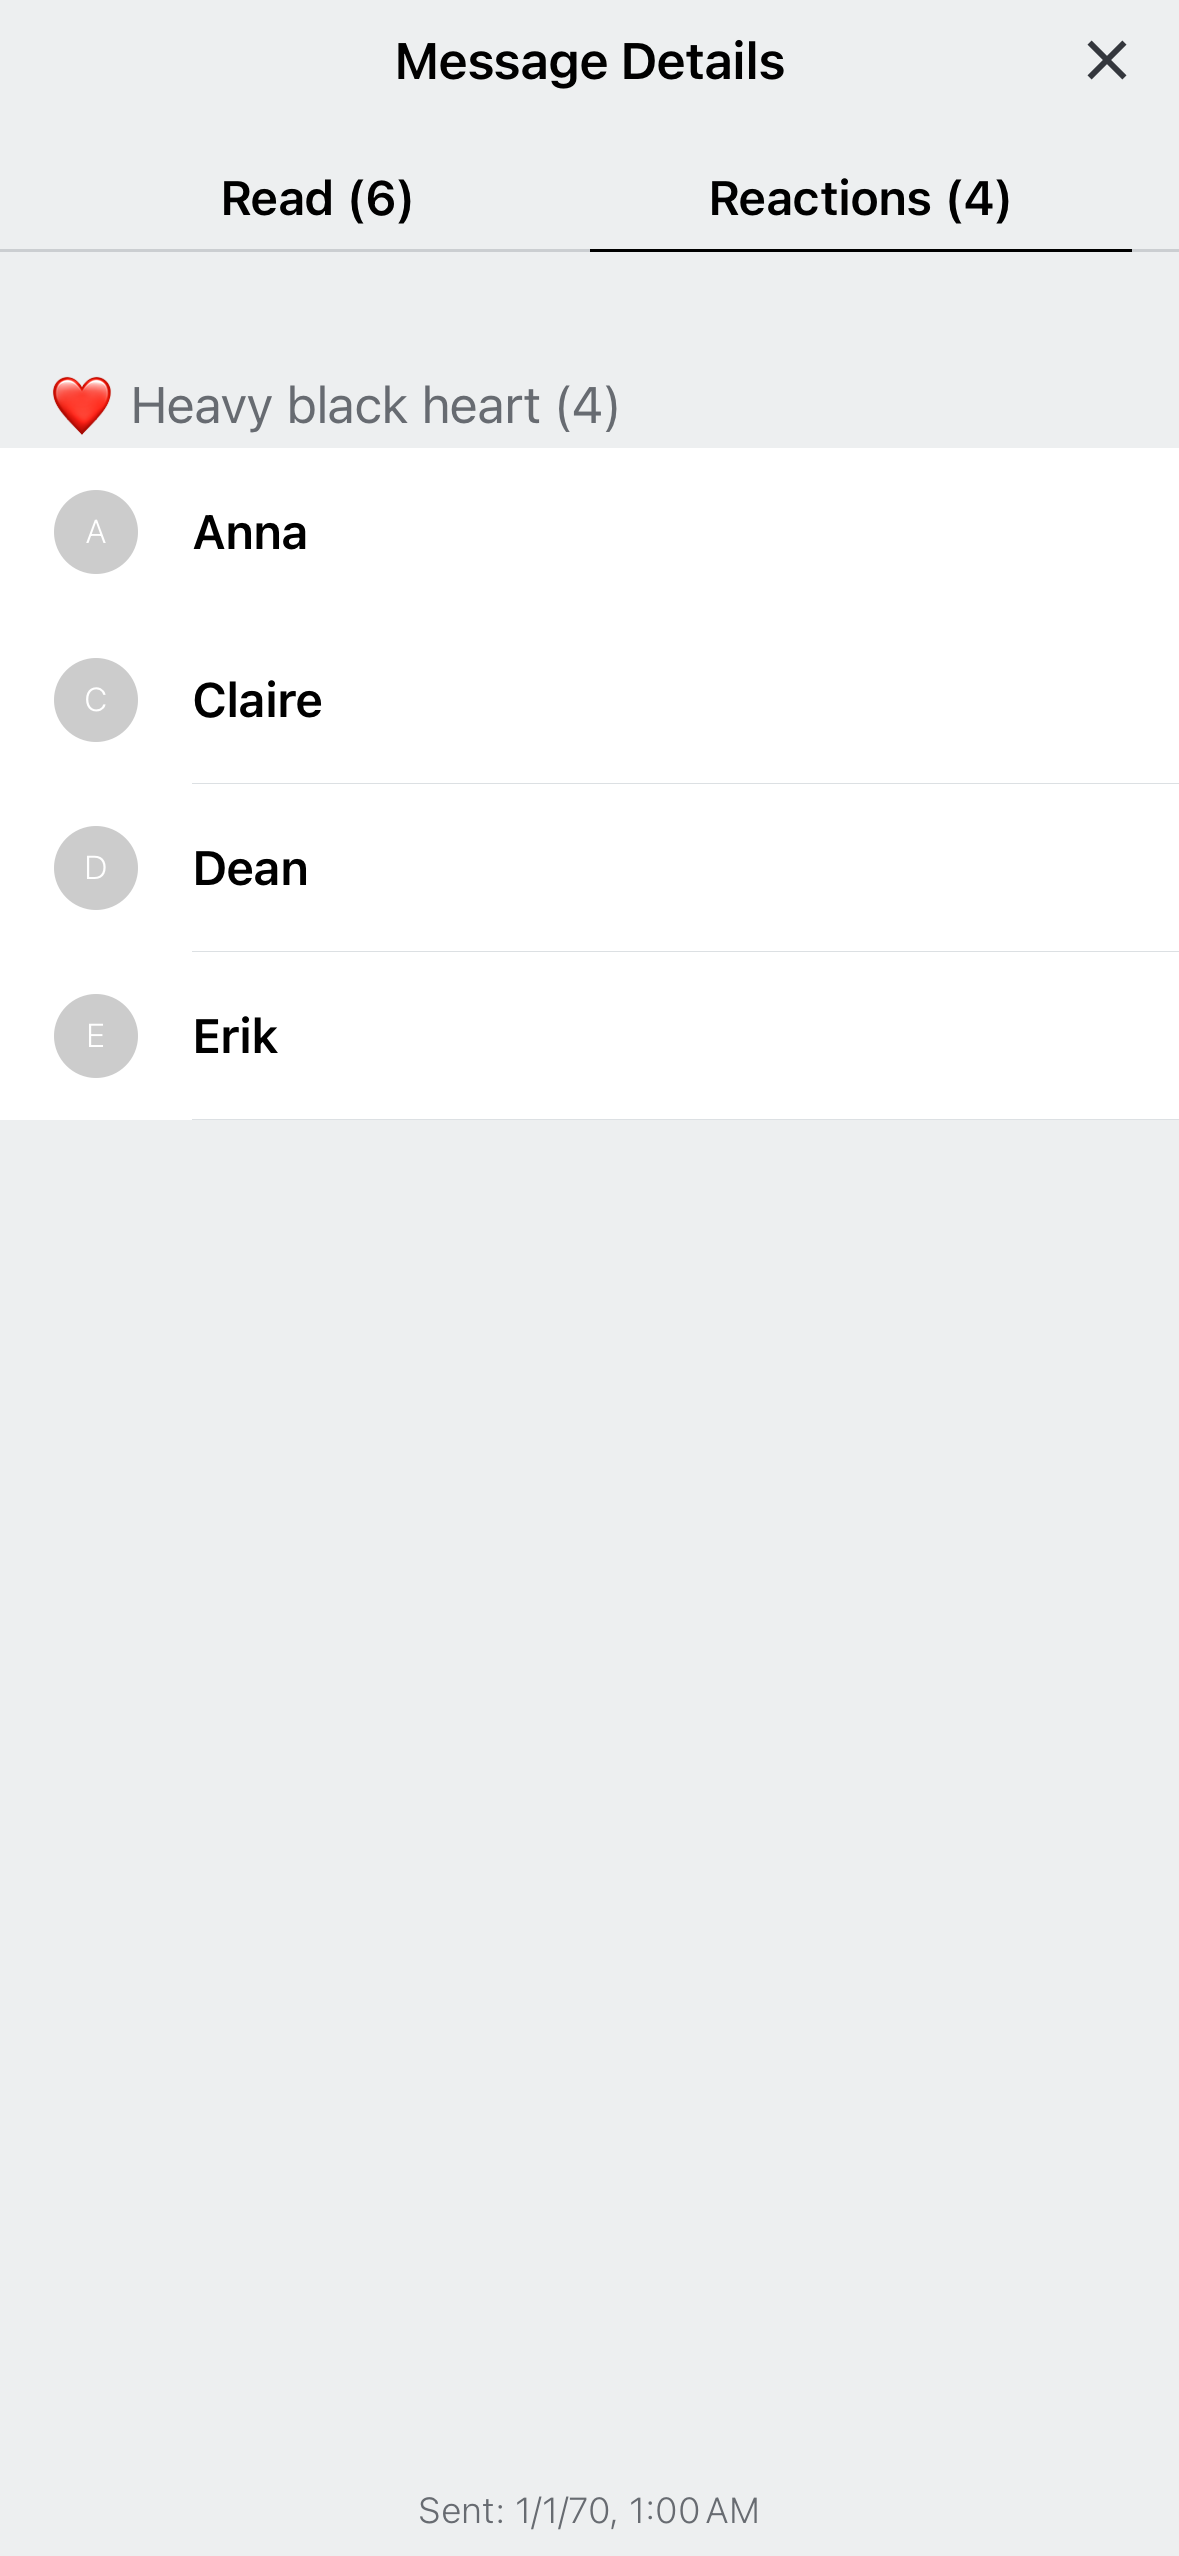 Message Details
Read (6) Reactions (4)
❤️ Heavy black heart (4)
A Anna
C Claire
D Dean
E Erik
Sent: 1/1/70, 1:00 AM